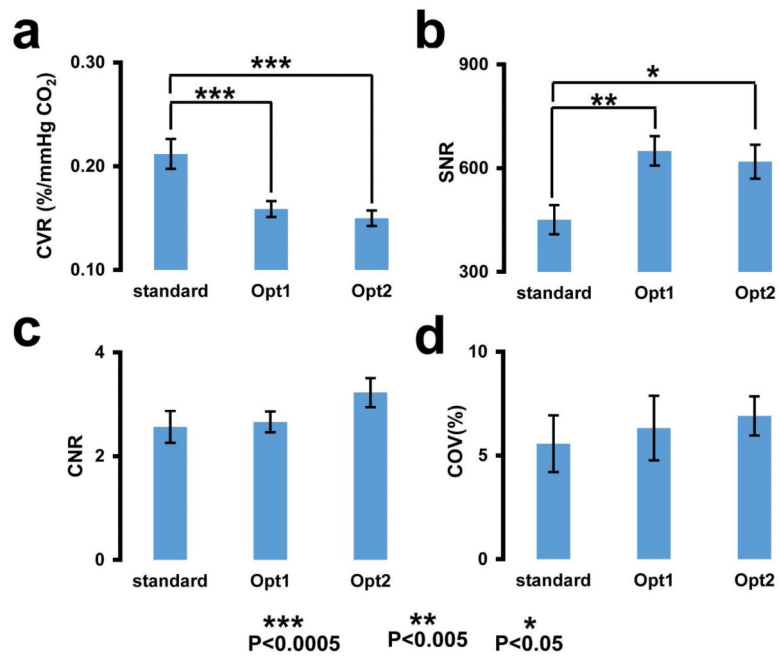 a
0.30
0.20
0.10
CVR (%/mmHg CO₂)
***
***
standard Opt1 Opt2
b
900
600
300
SNR
*
**
standard Opt1 Opt2
c
4
2
0
CNR
standard Opt1 Opt2
d
10
5
0
COV(%)
standard Opt1 Opt2
*** ** *
P<0.0005 P<0.005 P<0.05